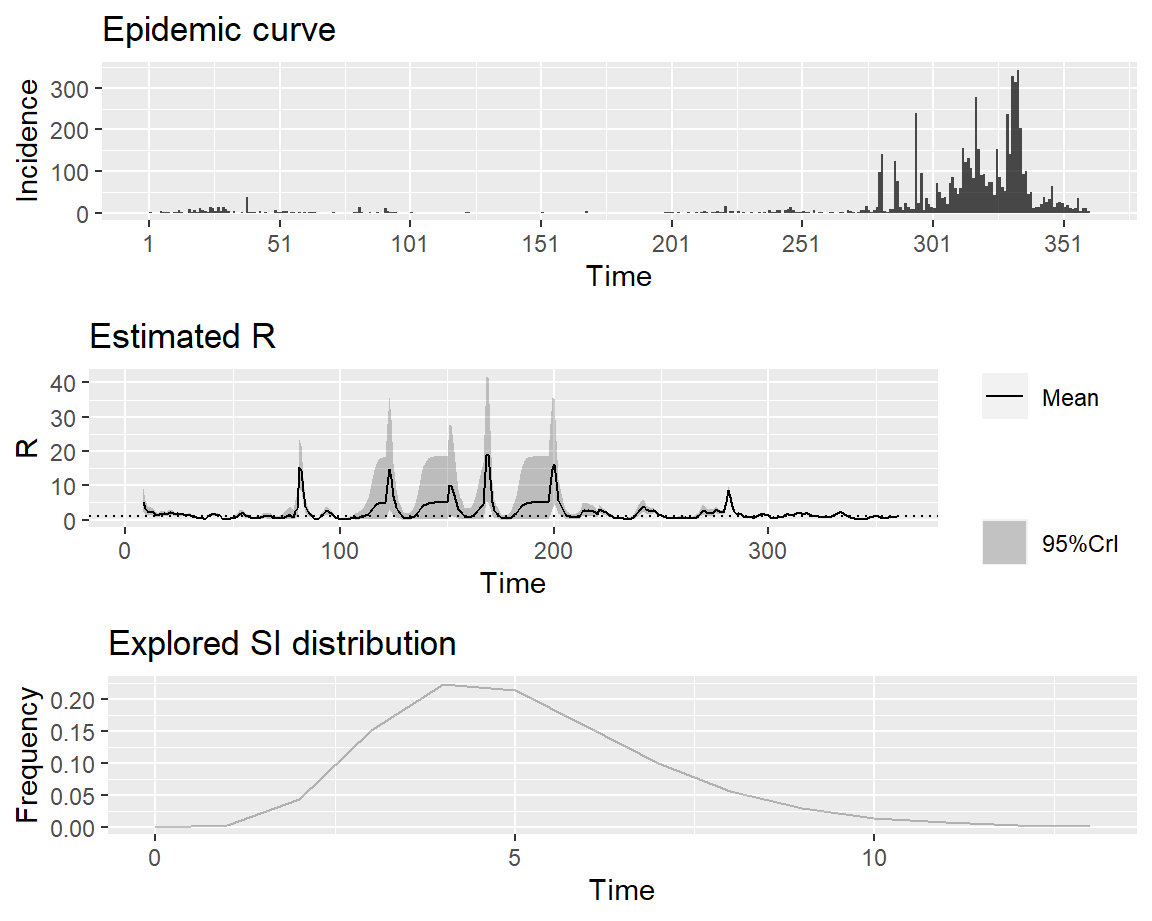 Epidemic curve
Incidence
300
200
100
0
1 51 101 151 201 251 301 351
Time
Estimated R
R
40
30
20
10
0
0 100 200 300
Time
Mean
95%CrI
Explored SI distribution
Frequency
0.20
0.15
0.10
0.05
0.00
0 5 10
Time